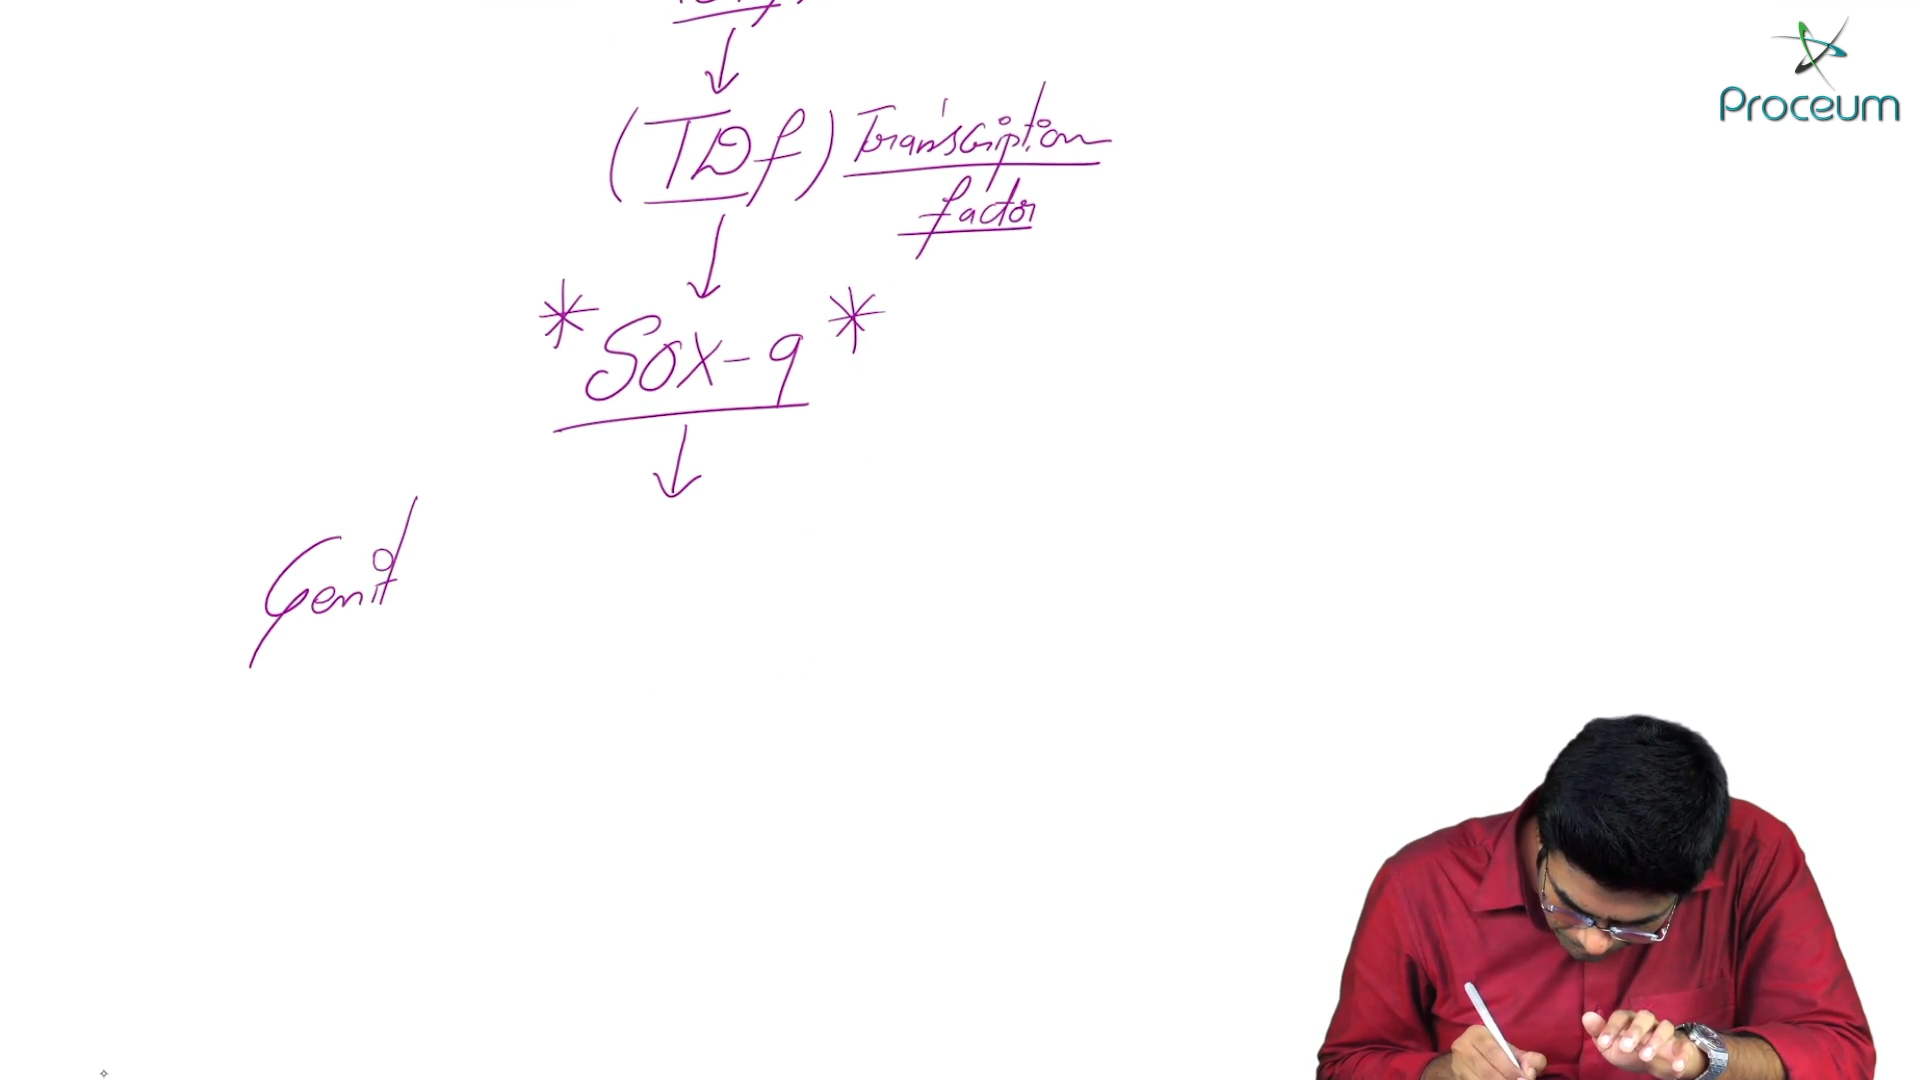 (TDf) Transcription
factor
* Sox-9 *
Genit
Proceum